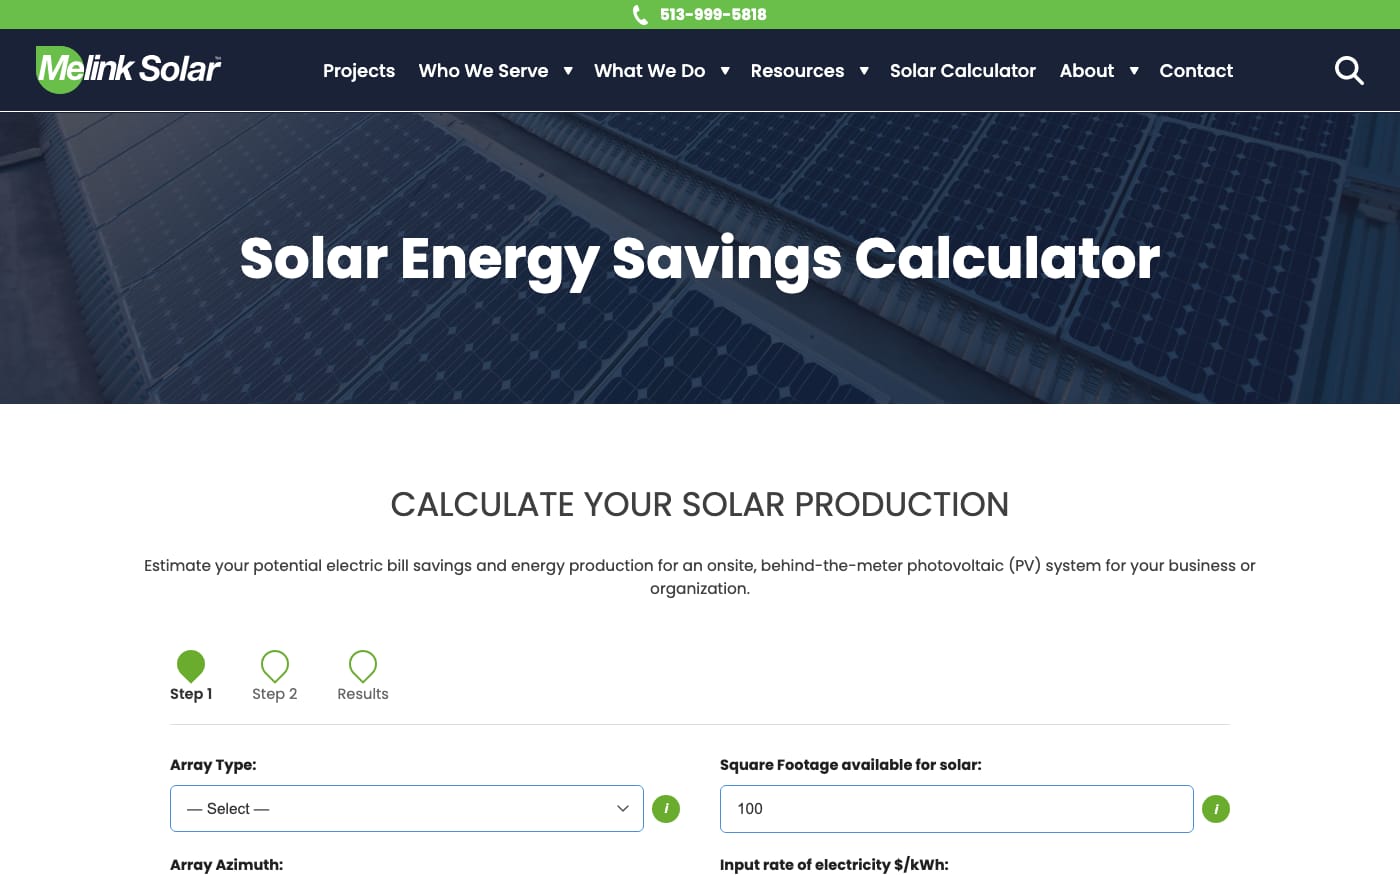 513-999-5818
Melink Solar
Projects Who We Serve What We Do Resources Solar Calculator About Contact
Solar Energy Savings Calculator
CALCULATE YOUR SOLAR PRODUCTION
Estimate your potential electric bill savings and energy production for an onsite, behind-the-meter photovoltaic (PV) system for your business or
organization.
Step 1 Step 2 Results
Array Type: Square Footage available for solar:
— Select — i 100 i
Array Azimuth: Input rate of electricity $/kWh: